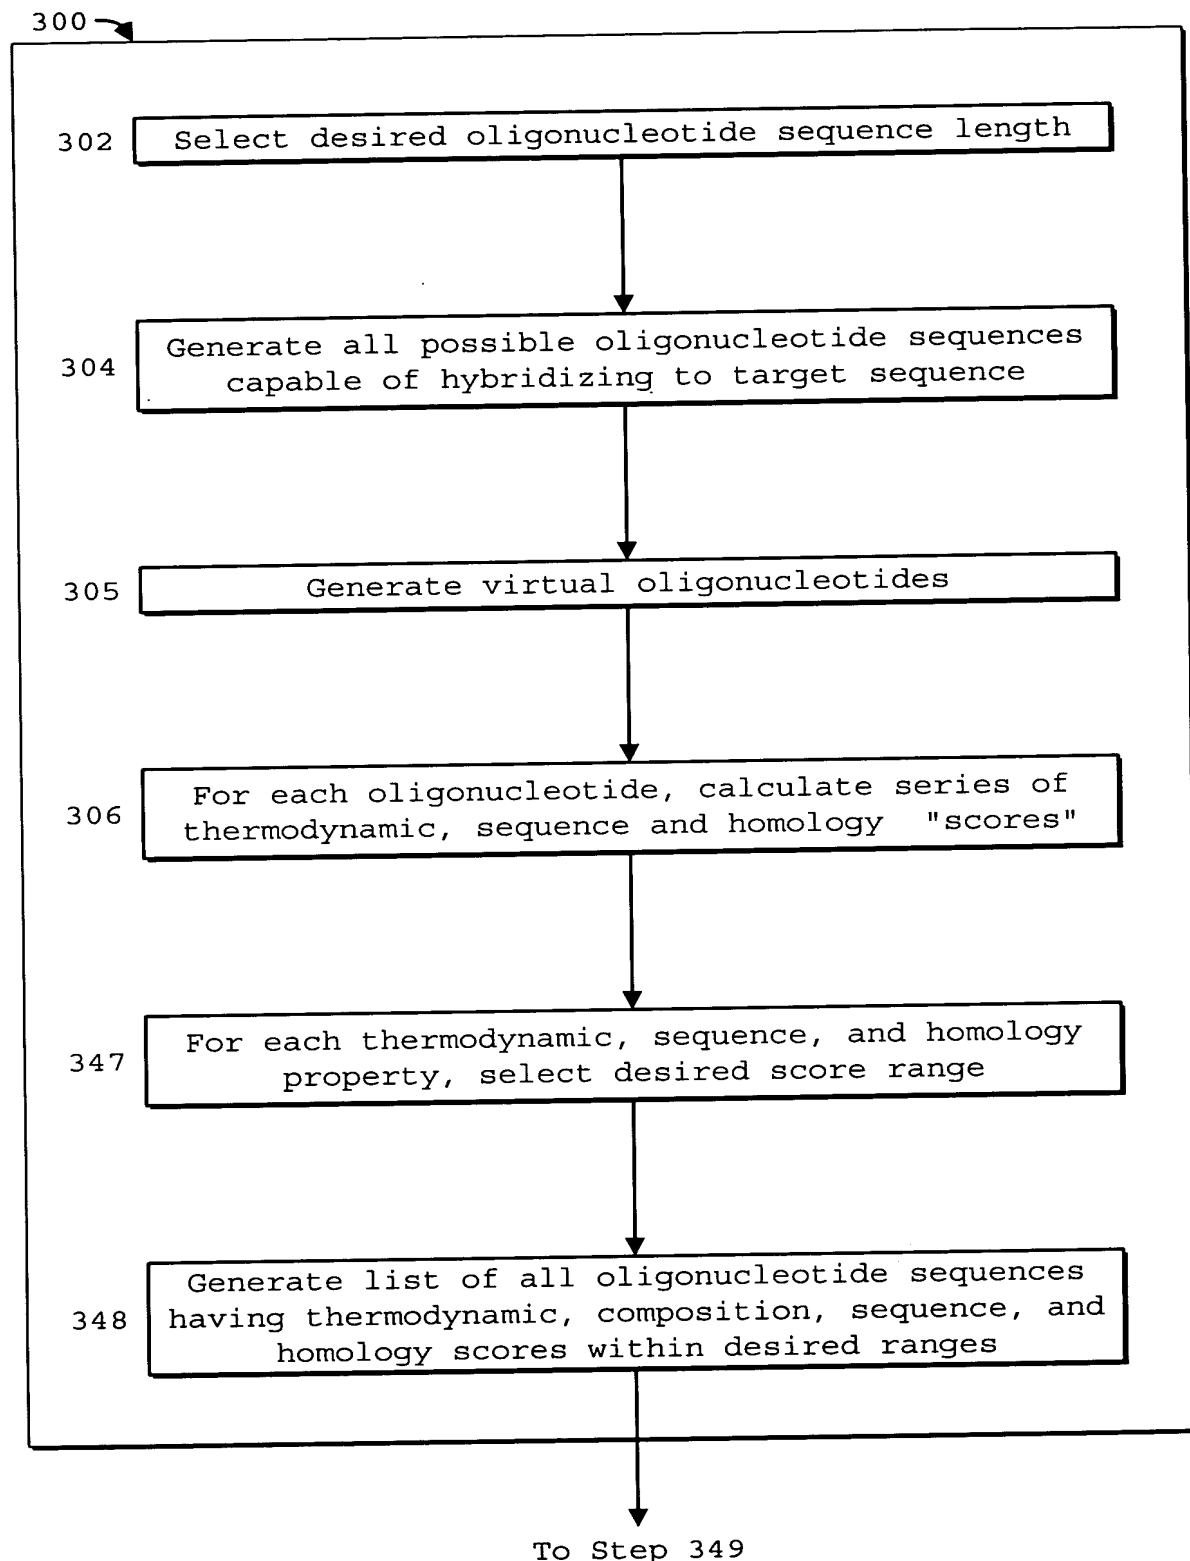 300
302
Select desired oligonucleotide sequence length
304
Generate all possible oligonucleotide sequences
capable of hybridizing to target sequence
305
Generate virtual oligonucleotides
306
For each oligonucleotide, calculate series of
thermodynamic, sequence and homology "scores"
347
For each thermodynamic, sequence, and homology
property, select desired score range
348
Generate list of all oligonucleotide sequences
having thermodynamic, composition, sequence, and
homology scores within desired ranges
To Step 349